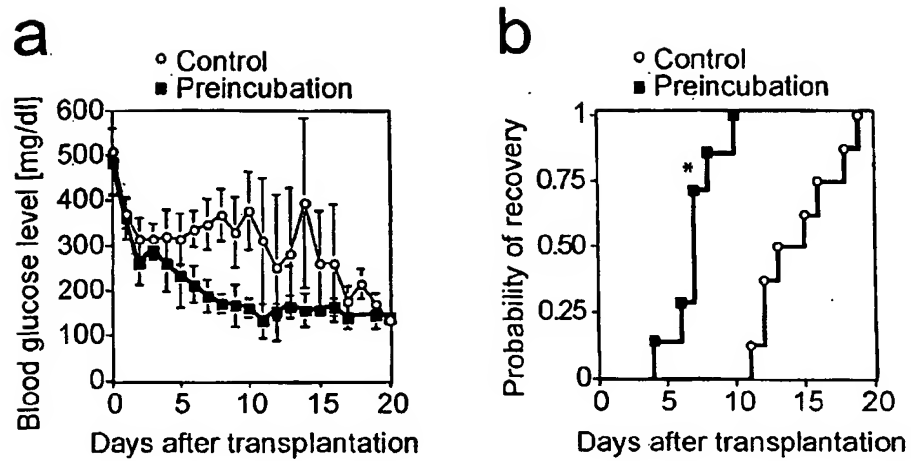 a
○ Control
■ Preincubation
Blood glucose level [mg/dl]
600
500
400
300
200
100
0
0 5 10 15 20
Days after transplantation
b
○ Control
■ Preincubation
Probability of recovery
1
0.75
0.50
0.25
0
*
0 5 10 15 20
Days after transplantation